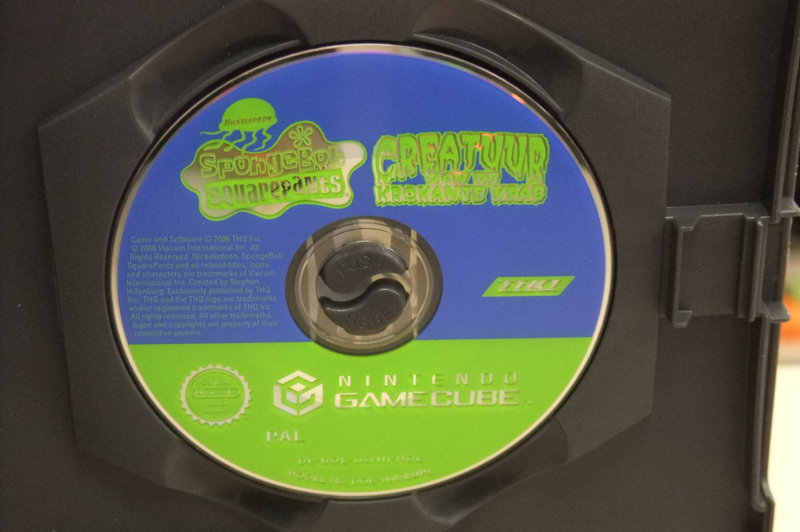 NICKELODEON
SpongeBob
SQUAREPANTS
CREATUUR
VAN DE
KROKANTE KRAB
Game and Software © 2006 THQ Inc.
© 2006 Viacom International Inc. All
Rights Reserved. Nickelodeon, SpongeBob
SquarePants and all related titles, logos,
and characters are trademarks of Viacom
International Inc. Created by Stephen
Hillenburg. Exclusively published by THQ
Inc. THQ and the THQ logo are trademarks
and/or registered trademarks of THQ Inc.
All rights reserved. All other trademarks,
logos and copyrights are property of their
respective owners.
PUSH
HERE
THQ
NINTENDO
GAMECUBE
PAL